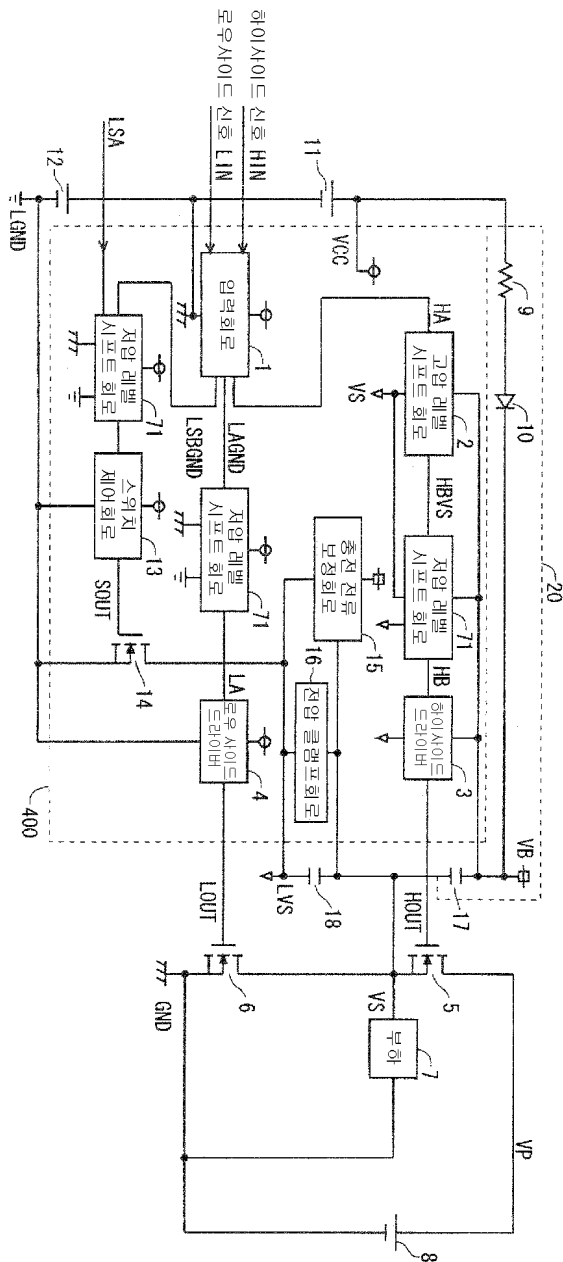 20
9
10
VB
11
VCC
HA
고압 레벨
시프트 회로
2
VS
HBVS
저압 레벨
시프트 회로
71
HB
하이사이드
드라이버
3
17
HOUT
5
VP
하이사이드 신호 HIN
로우사이드 신호 LIN
입력회로
1
충전 전류
보정회로
15
16
전압 클램프회로
18
LVS
VS
부하
7
8
LAGND
LSBGND
저압 레벨
시프트 회로
71
LA
로우사이드
드라이버
4
LOUT
6
GND
LSA
12
LGND
저압 레벨
시프트 회로
71
스위치
제어회로
13
SOUT
14
400